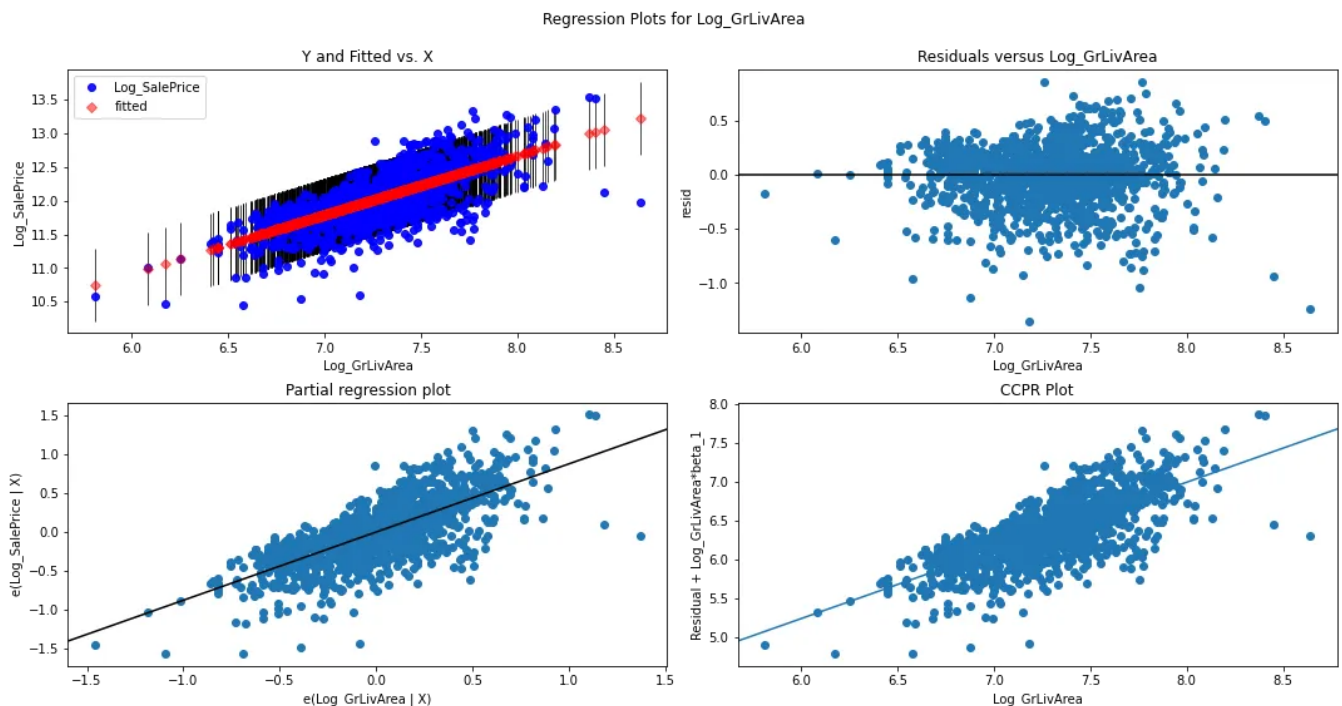 Regression Plots for Log_GrLivArea
Y and Fitted vs. X
Log_SalePrice
fitted
13.5
13.0
12.5
12.0
11.5
11.0
10.5
Log_SalePrice
6.0 6.5 7.0 7.5 8.0 8.5
Log_GrLivArea
Residuals versus Log_GrLivArea
0.5
0.0
−0.5
−1.0
resid
6.0 6.5 7.0 7.5 8.0 8.5
Log_GrLivArea
Partial regression plot
1.5
1.0
0.5
0.0
−0.5
−1.0
−1.5
e(Log_SalePrice | X)
−1.5 −1.0 −0.5 0.0 0.5 1.0 1.5
e(Log_GrLivArea | X)
CCPR Plot
8.0
7.5
7.0
6.5
6.0
5.5
5.0
Residual + Log_GrLivArea*beta_1
6.0 6.5 7.0 7.5 8.0 8.5
Log_GrLivArea